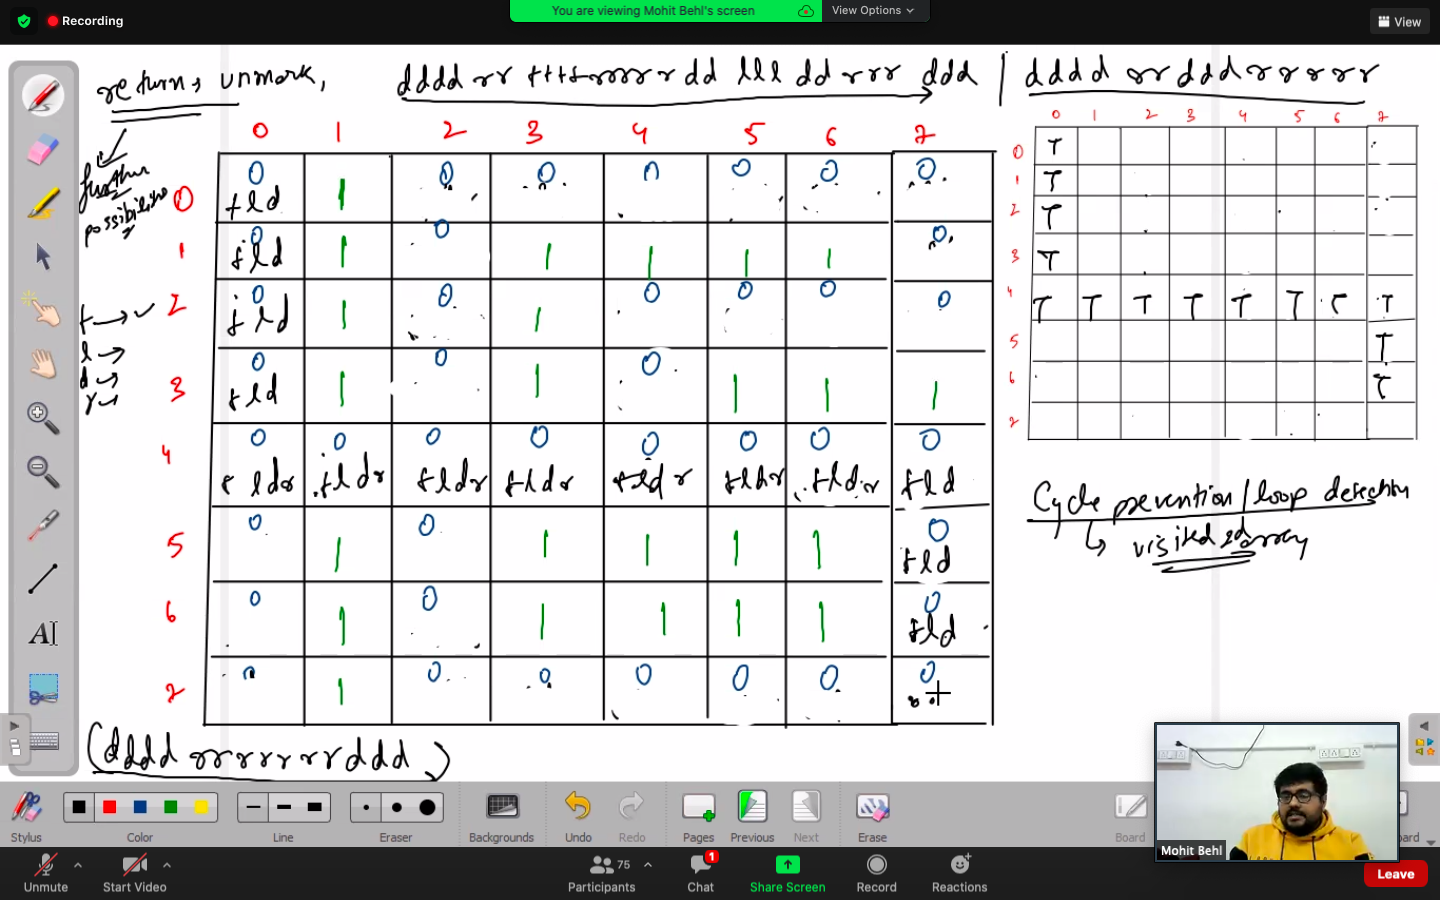 Recording
You are viewing Mohit Behl's screen
View Options
View
return, unmark,
dddd rr tttt rrrr r dd lll dd rrr ddd | dddd rr ddd rrrrrr
further
possibilities
0 1 2 3 4 5 6 7
0 0 1 0 0 0 0 0 0
tld
1 0 1 0 1 1 1 1 0
tld
2 0 1 0 1 0 0 0 0
tld
3 0 1 0 1 0 1 1 1
tld
4 0 0 0 0 0 0 0 0
tldr tldr tldr tldr tldr tldr tldr tld
5 0 1 0 1 1 1 1 0
tld
6 0 1 0 1 1 1 1 0
tld
7 0 1 0 0 0 0 0 0
t → ✓
l →
d →
r →
(dddd rrrrrrr ddd)
0 1 2 3 4 5 6 7
0 T
1 T
2 T
3 T
4 T T T T T T T T
5 T
6 T
7
Cycle prevention/loop detection
↳ visited array
Stylus
Color
Line
Eraser
Backgrounds
Undo
Redo
Pages
Previous
Next
Erase
Board
Mohit Behl
Unmute
Start Video
75
Participants
1
Chat
Share Screen
Record
Reactions
Leave